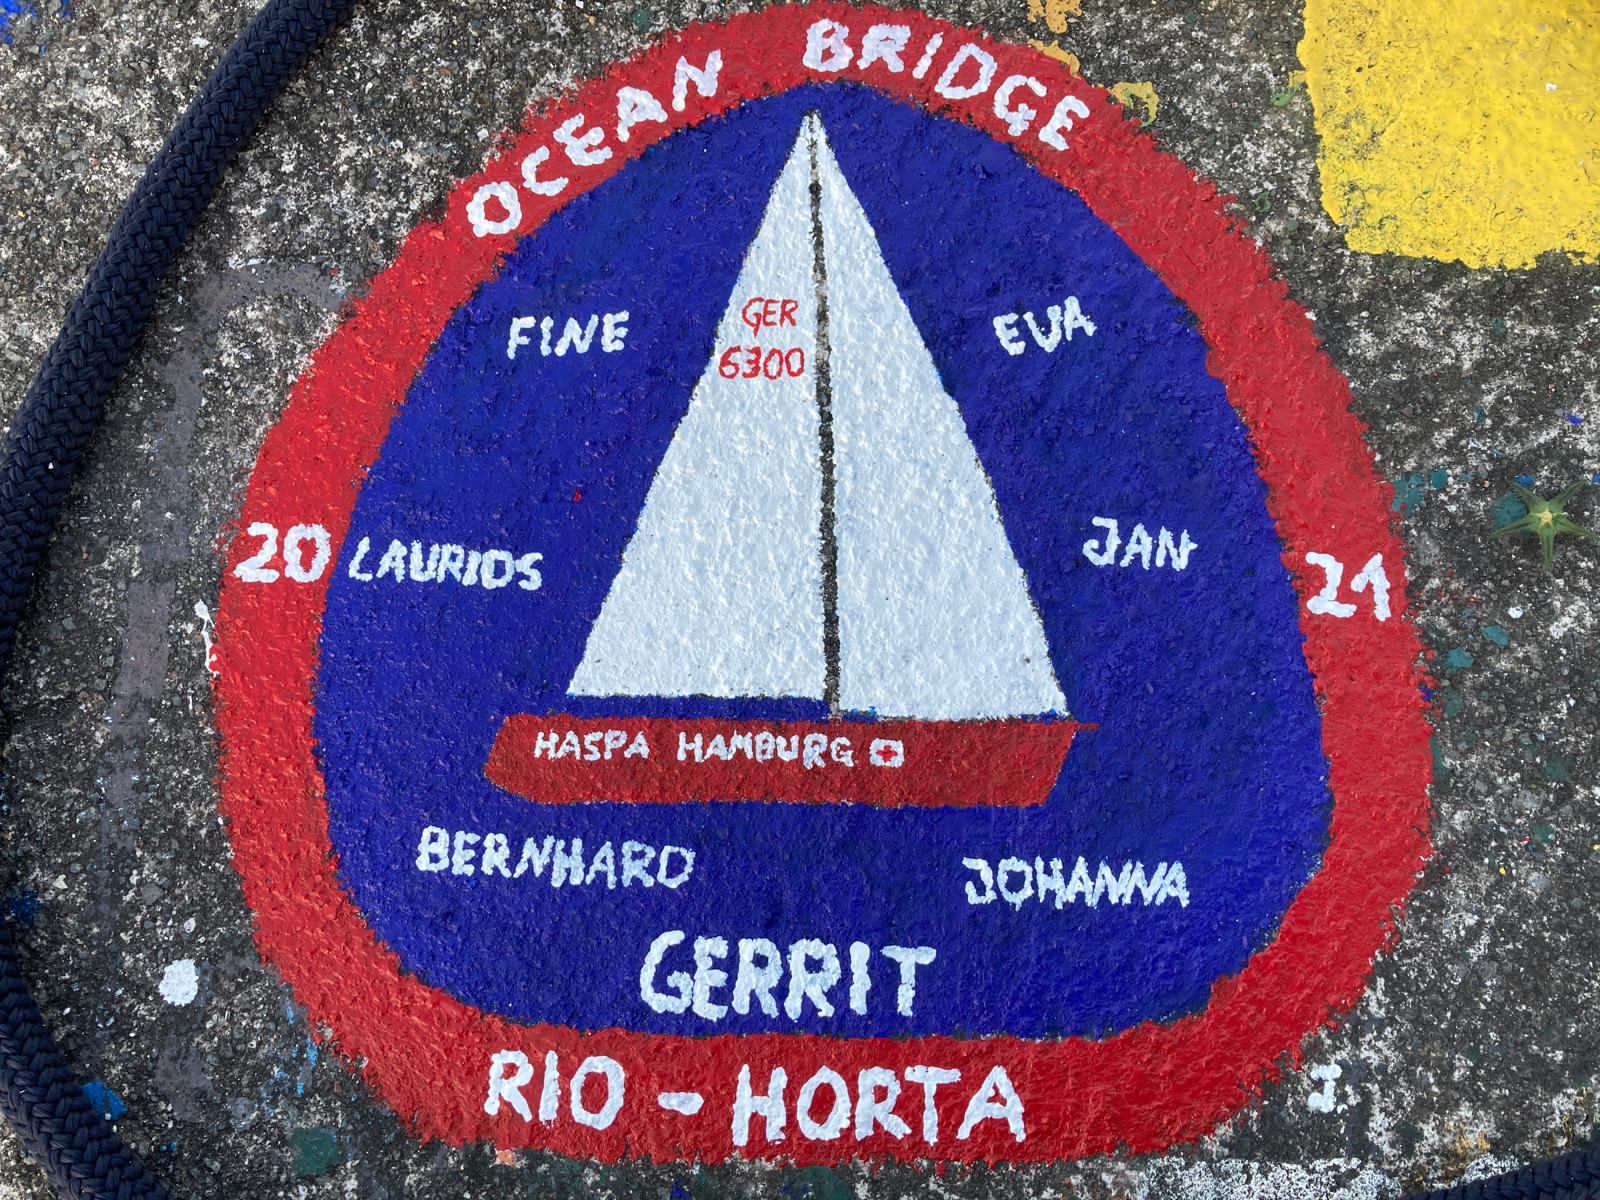 OCEAN BRIDGE
GER
6300
FINE
EVA
20
LAURIDS
JAN
21
HASPA HAMBURG
BERNHARD
JOHANNA
GERRIT
RIO - HORTA